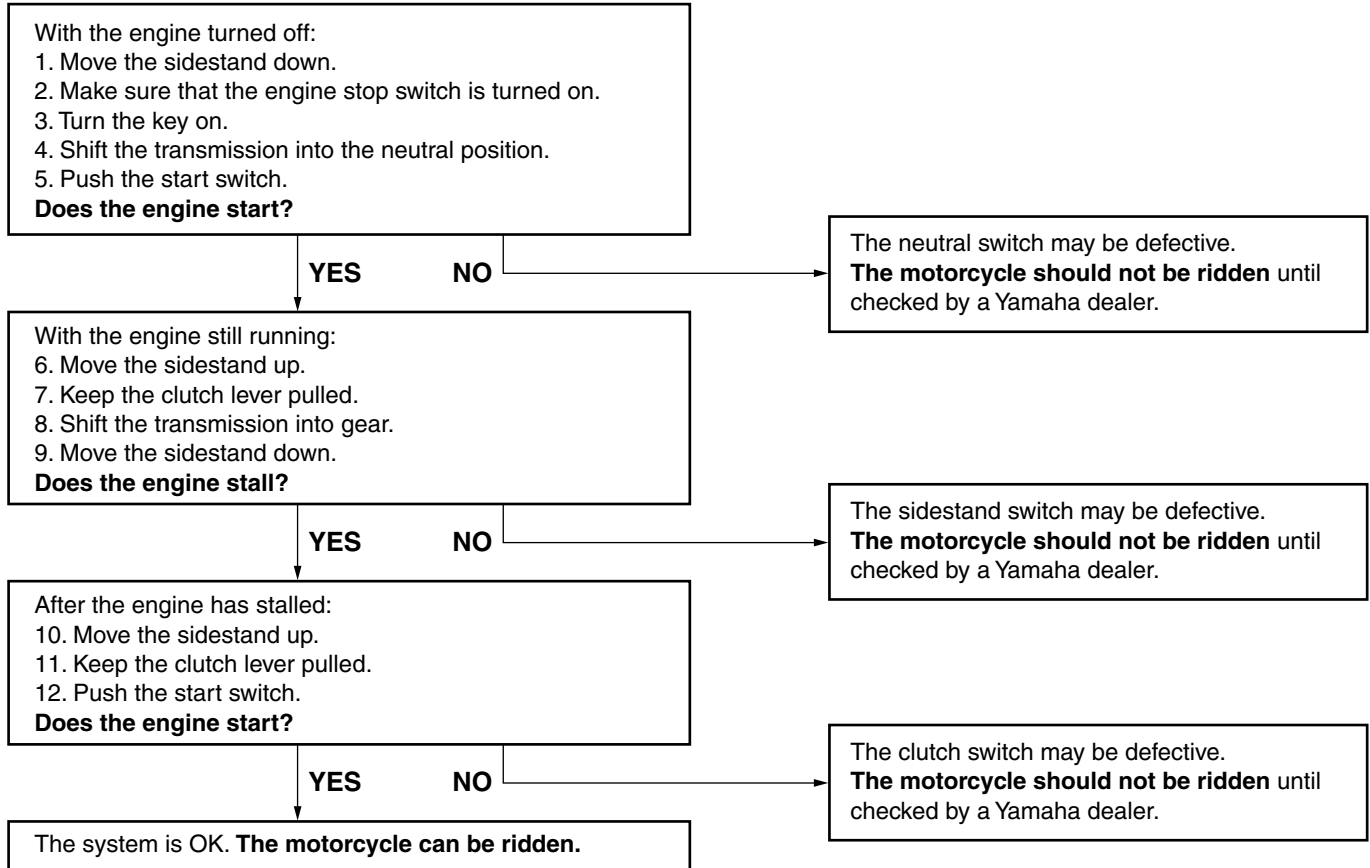 With the engine turned off:
1. Move the sidestand down.
2. Make sure that the engine stop switch is turned on.
3. Turn the key on.
4. Shift the transmission into the neutral position.
5. Push the start switch.
Does the engine start?
YES
NO
The neutral switch may be defective.
The motorcycle should not be ridden until
checked by a Yamaha dealer.
With the engine still running:
6. Move the sidestand up.
7. Keep the clutch lever pulled.
8. Shift the transmission into gear.
9. Move the sidestand down.
Does the engine stall?
YES
NO
The sidestand switch may be defective.
The motorcycle should not be ridden until
checked by a Yamaha dealer.
After the engine has stalled:
10. Move the sidestand up.
11. Keep the clutch lever pulled.
12. Push the start switch.
Does the engine start?
YES
NO
The clutch switch may be defective.
The motorcycle should not be ridden until
checked by a Yamaha dealer.
The system is OK. The motorcycle can be ridden.